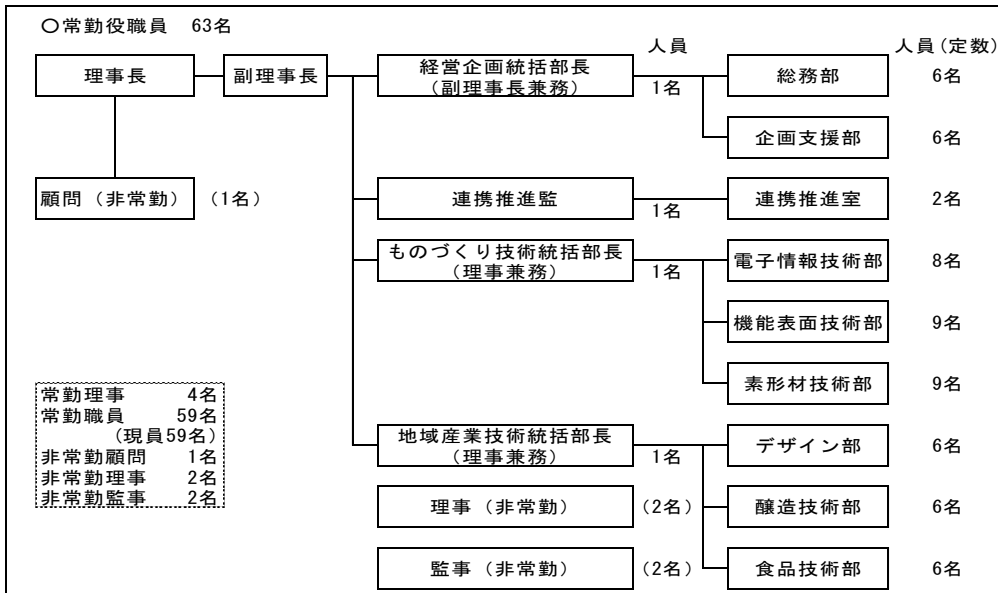 〇常勤役職員 63名
人員
人員(定数)
理事長
副理事長
経営企画統括部長
(副理事長兼務)
1名
総務部
6名
企画支援部
6名
顧問(非常勤)
(1名)
連携推進監
1名
連携推進室
2名
ものづくり技術統括部長
(理事兼務)
1名
電子情報技術部
8名
機能表面技術部
9名
素形材技術部
9名
常勤理事 4名
常勤職員 59名
(現員59名)
非常勤顧問 1名
非常勤理事 2名
非常勤監事 2名
地域産業技術統括部長
(理事兼務)
1名
デザイン部
6名
理事(非常勤)
(2名)
醸造技術部
6名
監事(非常勤)
(2名)
食品技術部
6名